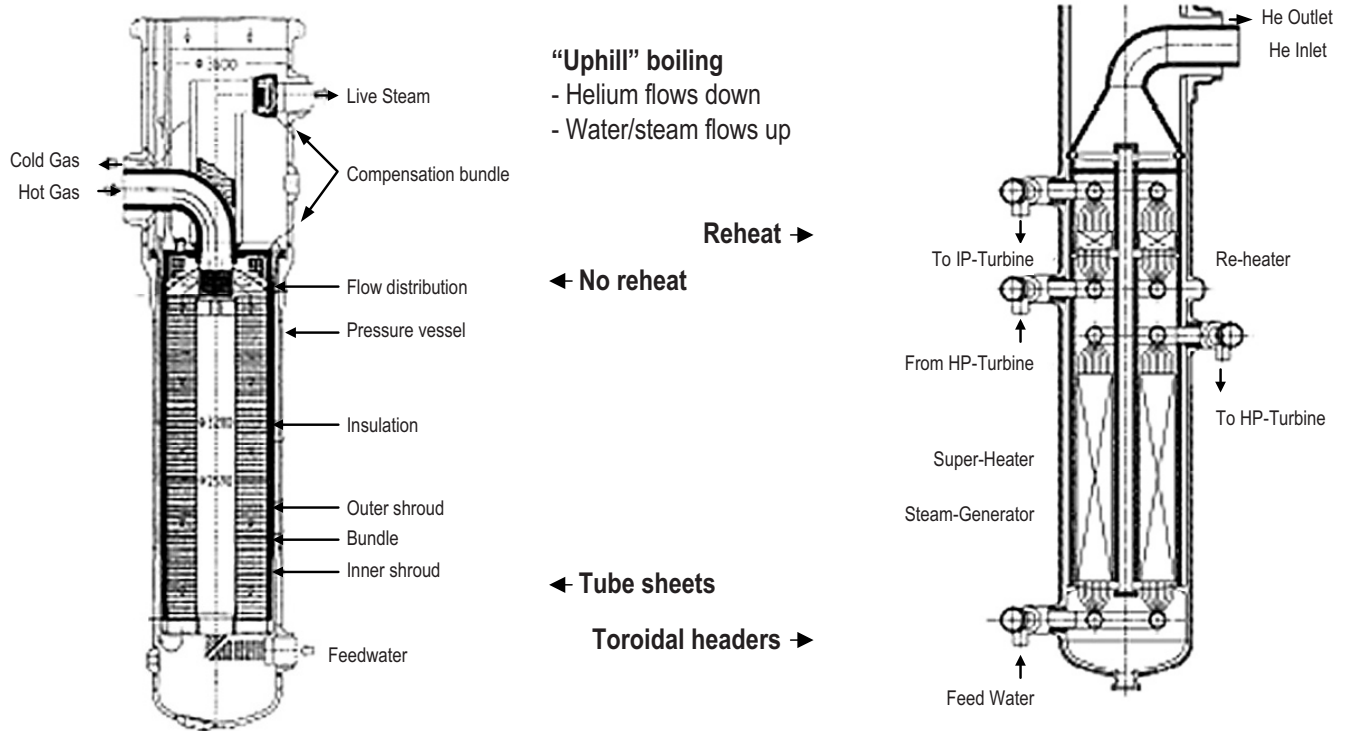 Φ 3600
Live Steam
Cold Gas
Hot Gas
Compensation bundle
Flow distribution
Pressure vessel
Insulation
Outer shroud
Bundle
Inner shroud
Feedwater
“Uphill” boiling
- Helium flows down
- Water/steam flows up
Reheat
No reheat
Tube sheets
Toroidal headers
He Outlet
He Inlet
To IP-Turbine
Re-heater
From HP-Turbine
To HP-Turbine
Super-Heater
Steam-Generator
Feed Water